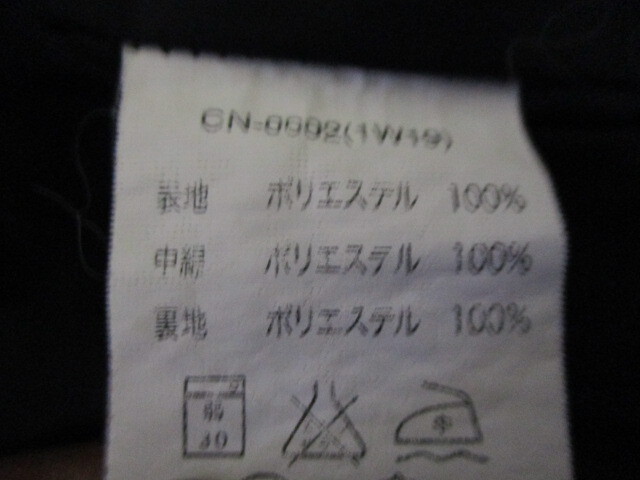 CN-0002(1W19)
表地 ポリエステル 100%
中綿 ポリエステル 100%
裏地 ポリエステル 100%
弱 中
40